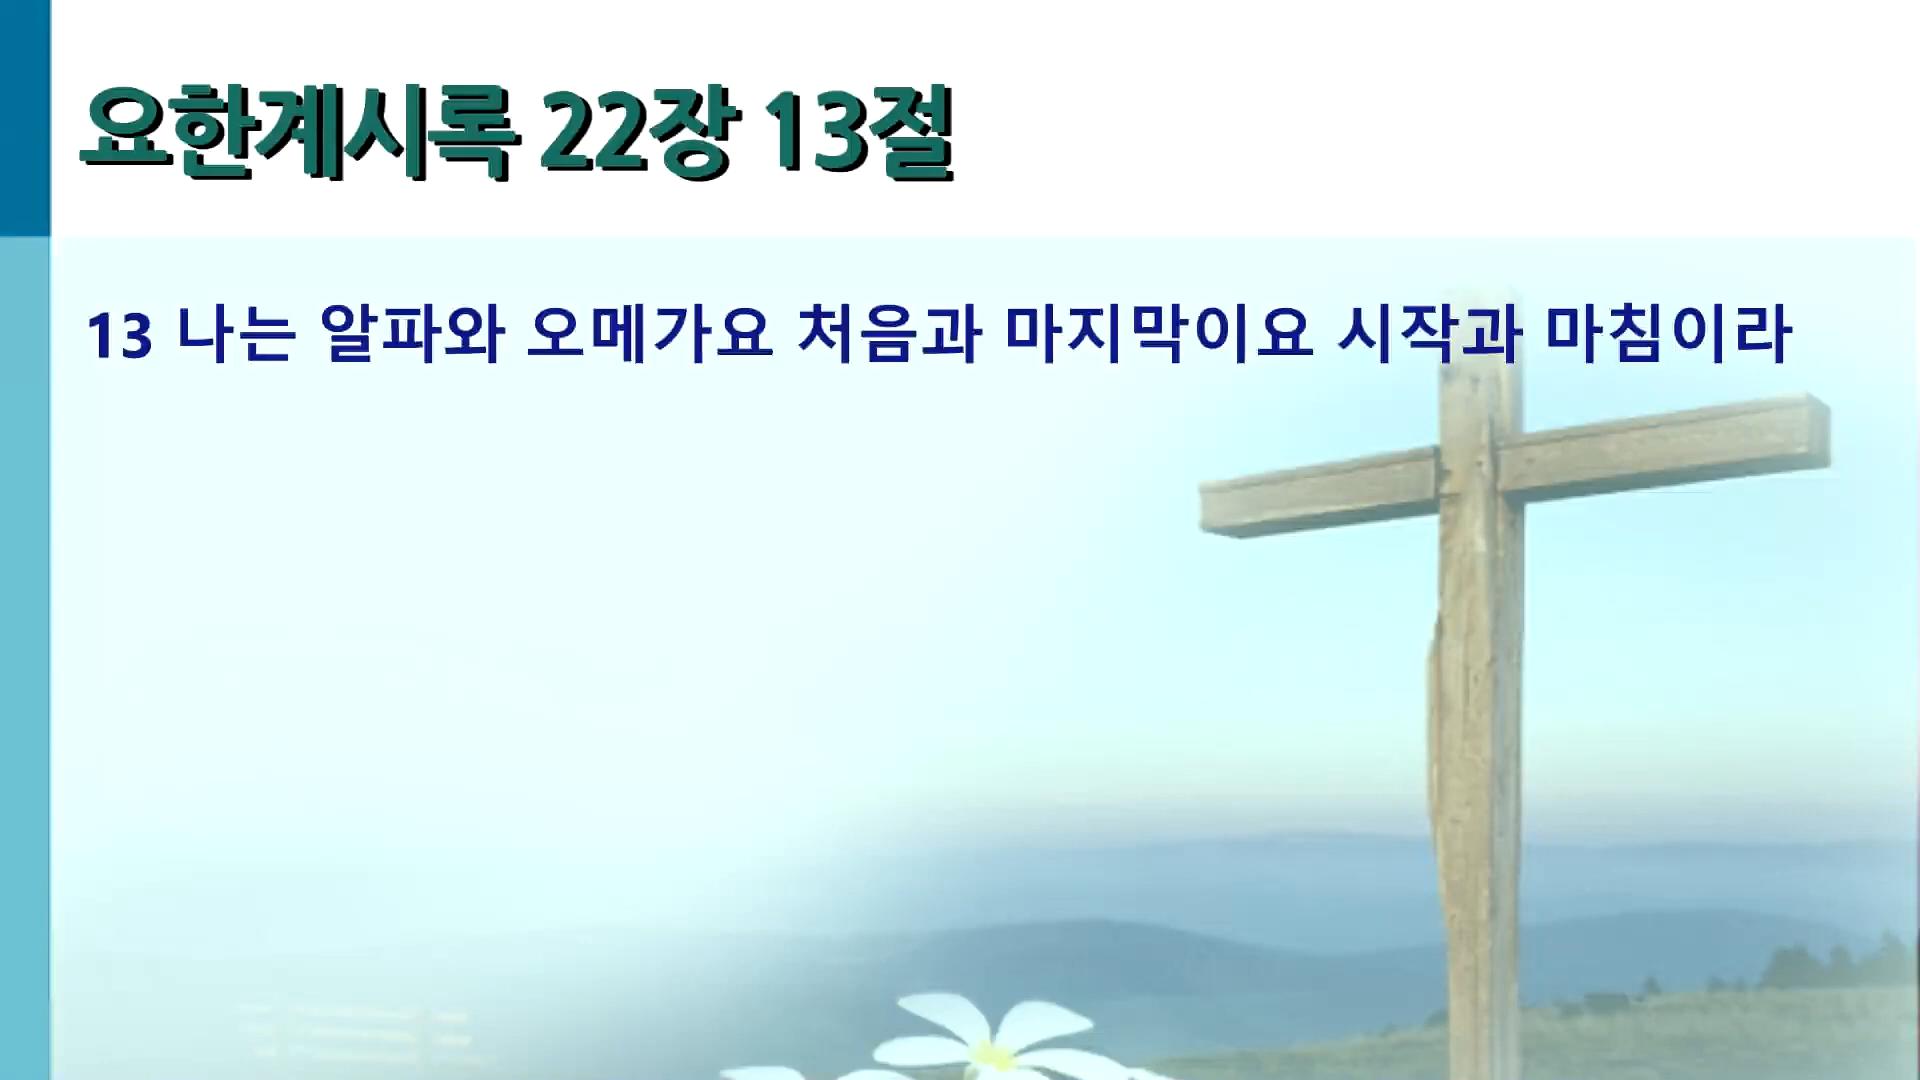 요한계시록 22장 13절
13 나는 알파와 오메가요 처음과 마지막이요 시작과 마침이라